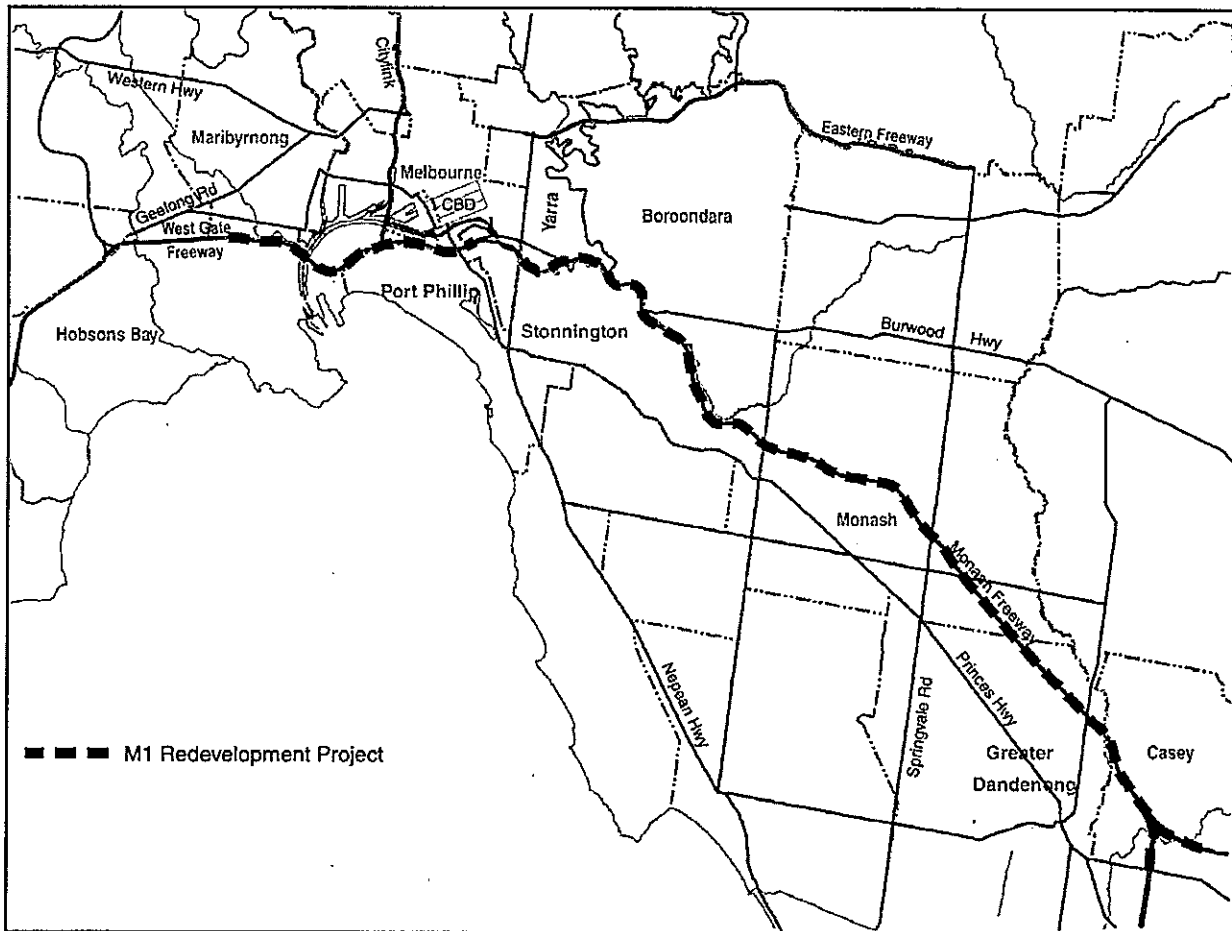 Citylink
Western Hwy
Maribyrnong
Eastern Freeway
Melbourne
CBD
Yarra
Boroondara
Geelong Rd
West Gate
Freeway
Port Phillip
Stonnington
Burwood Hwy
Hobsons Bay
Monash
Monash Freeway
Nepean Hwy
Springvale Rd
Princes Hwy
M1 Redevelopment Project
Greater
Dandenong
Casey